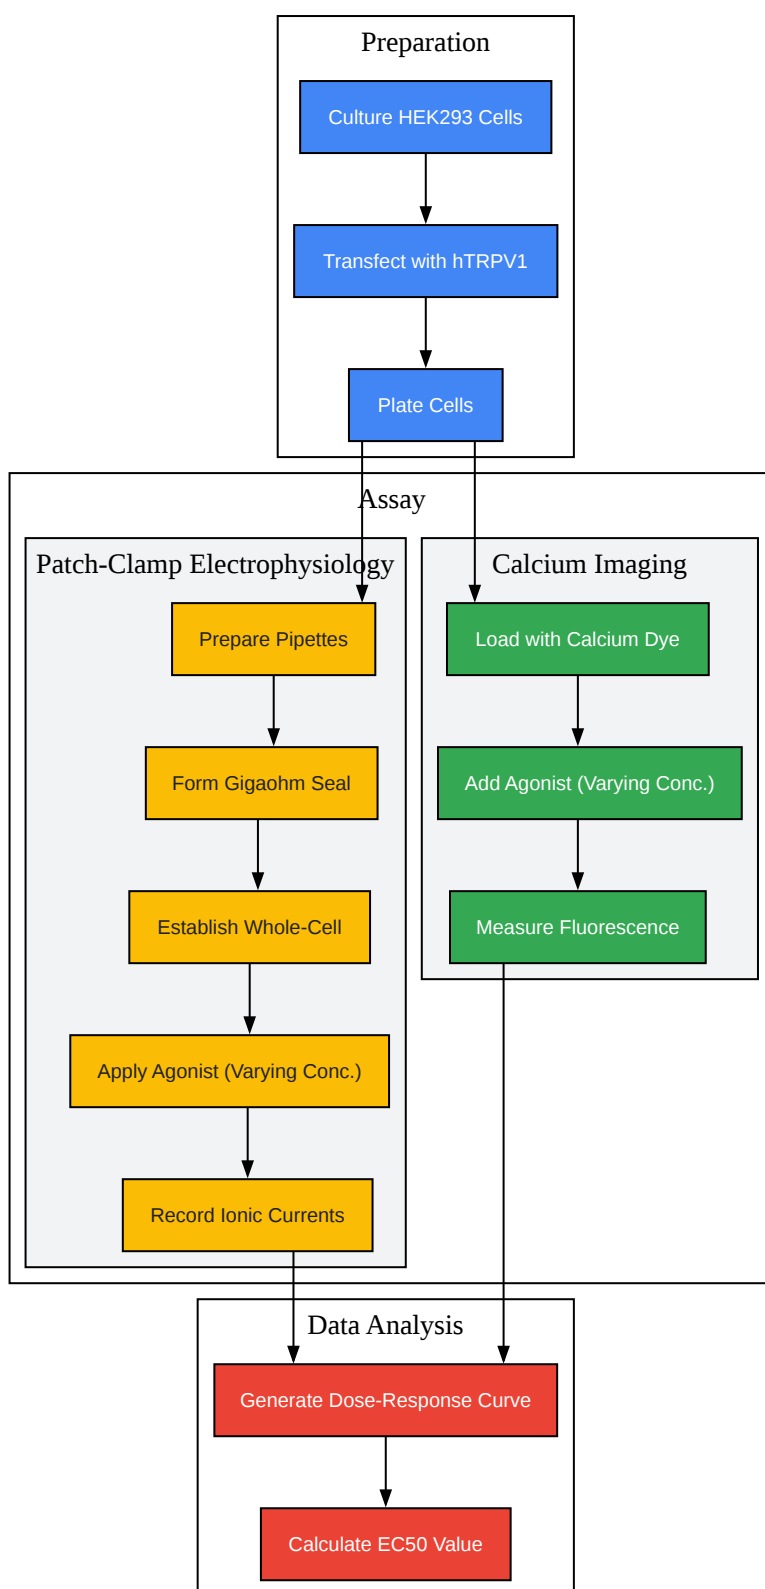 Preparation
Culture HEK293 Cells
Transfect with hTRPV1
Plate Cells
Assay
Patch-Clamp Electrophysiology
Prepare Pipettes
Form Gigaohm Seal
Establish Whole-Cell
Apply Agonist (Varying Conc.)
Record Ionic Currents
Calcium Imaging
Load with Calcium Dye
Add Agonist (Varying Conc.)
Measure Fluorescence
Data Analysis
Generate Dose-Response Curve
Calculate EC50 Value